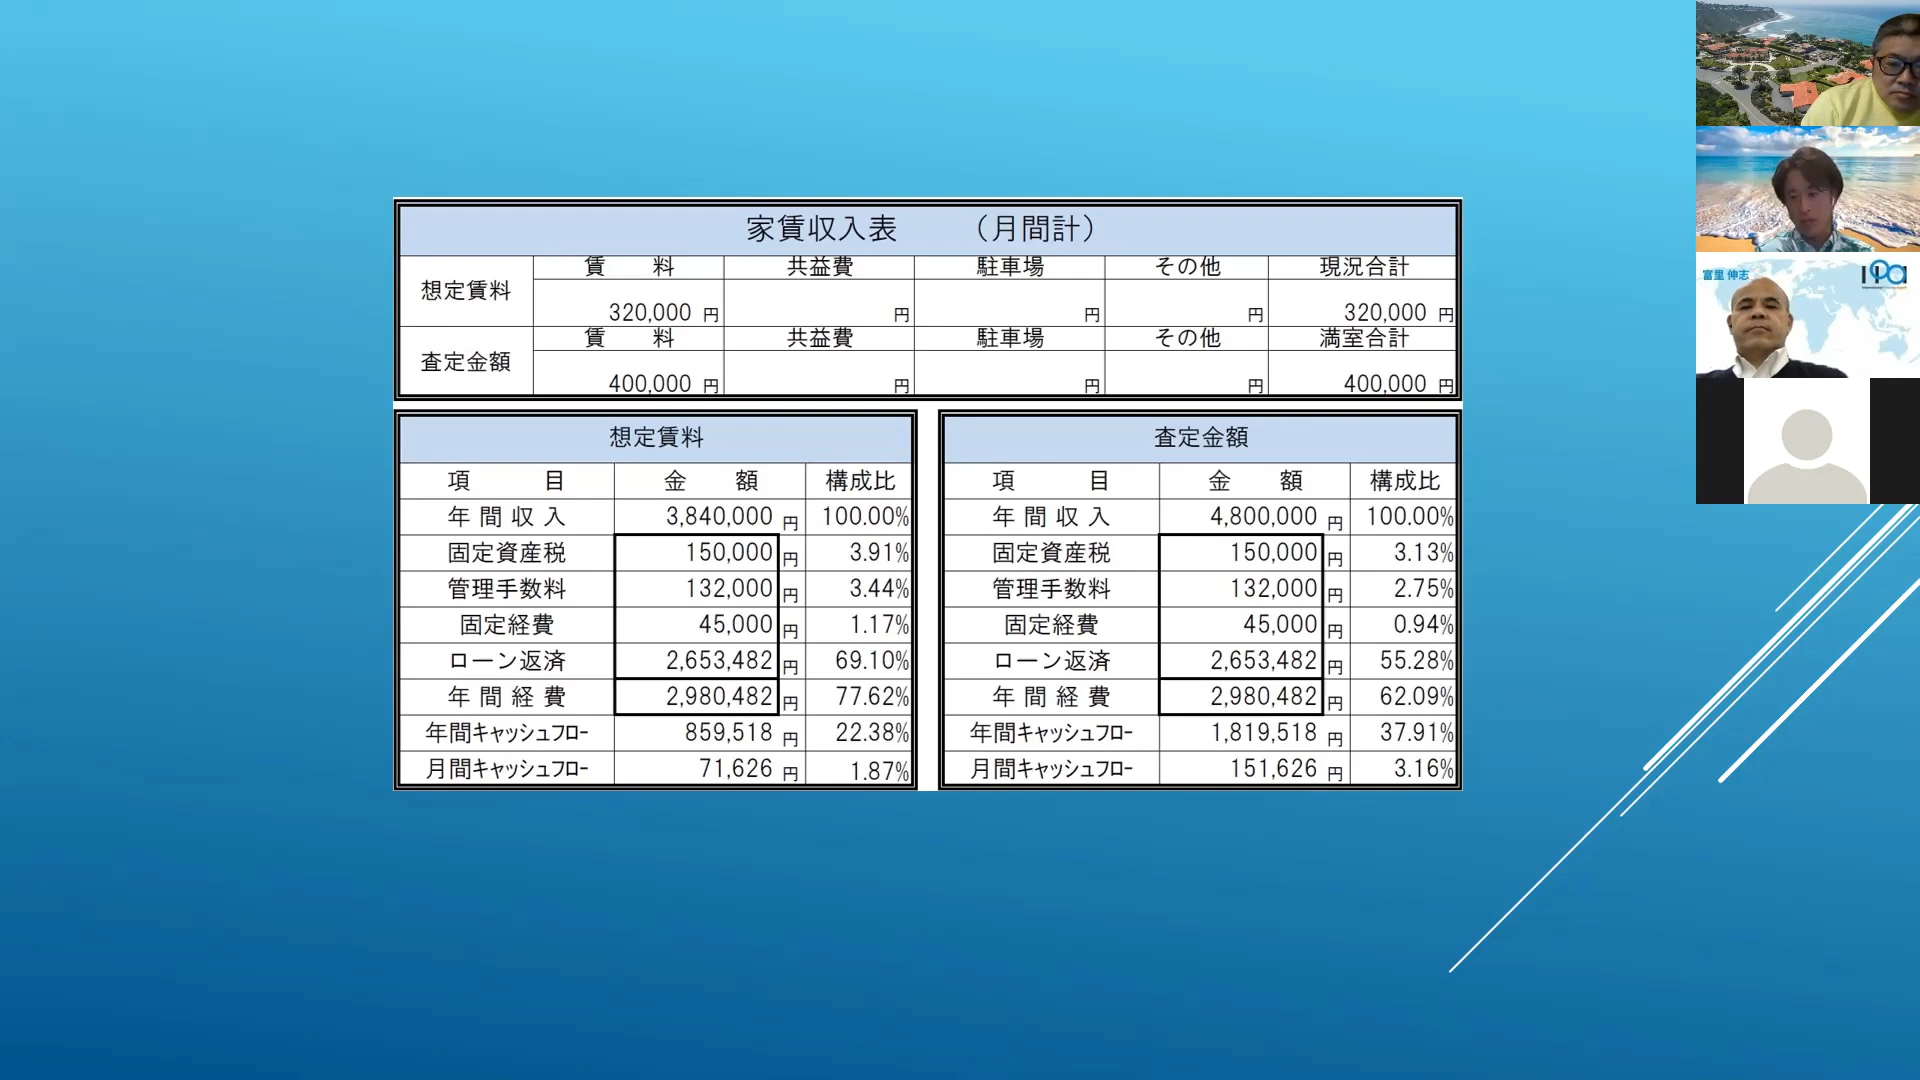 家賃収入表 （月間計）
想定賃料 賃 料 共益費 駐車場 その他 現況合計
320,000 円 円 円 円 320,000 円
査定金額 賃 料 共益費 駐車場 その他 満室合計
400,000 円 円 円 円 400,000 円
想定賃料
項 目 金 額 構成比
年間収入 3,840,000 円 100.00%
固定資産税 150,000 円 3.91%
管理手数料 132,000 円 3.44%
固定経費 45,000 円 1.17%
ローン返済 2,653,482 円 69.10%
年間経費 2,980,482 円 77.62%
年間ｷｬｯｼｭﾌﾛｰ 859,518 円 22.38%
月間ｷｬｯｼｭﾌﾛｰ 71,626 円 1.87%
査定金額
項 目 金 額 構成比
年間収入 4,800,000 円 100.00%
固定資産税 150,000 円 3.13%
管理手数料 132,000 円 2.75%
固定経費 45,000 円 0.94%
ローン返済 2,653,482 円 55.28%
年間経費 2,980,482 円 62.09%
年間ｷｬｯｼｭﾌﾛｰ 1,819,518 円 37.91%
月間ｷｬｯｼｭﾌﾛｰ 151,626 円 3.16%
富里 伸志
IPA